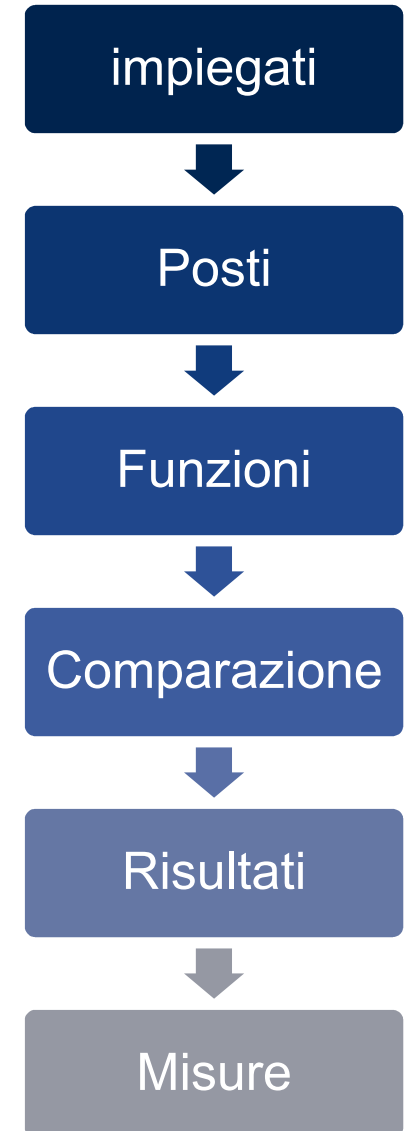 impiegati
Posti
Funzioni
Comparazione
Risultati
Misure